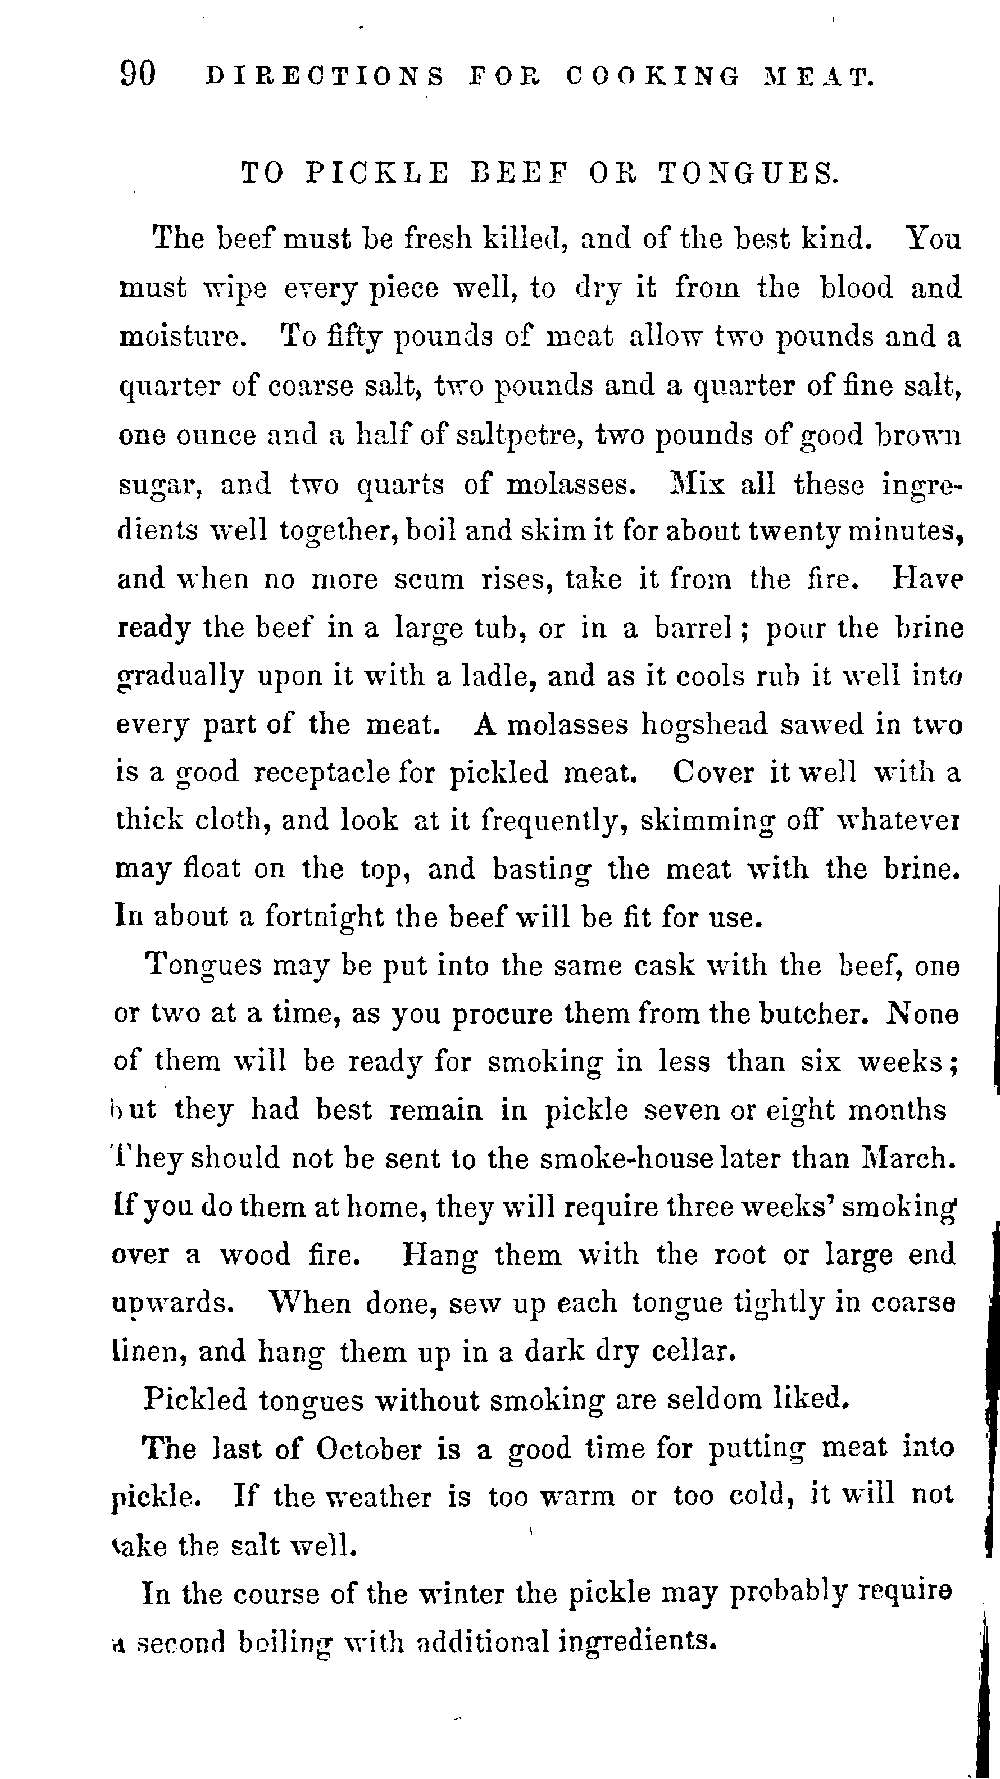 90 DIRECTIONS FOR COOKING MEAT.
TO PICKLE BEEF OR TONGUES.
The beef must be fresh killed, and of the best kind. You
must wipe every piece well, to dry it from the blood and
moisture. To fifty pounds of meat allow two pounds and a
quarter of coarse salt, two pounds and a quarter of fine salt,
one ounce and a half of saltpetre, two pounds of good brown
sugar, and two quarts of molasses. Mix all these ingre-
dients well together, boil and skim it for about twenty minutes,
and when no more scum rises, take it from the fire. Have
ready the beef in a large tub, or in a barrel; pour the brine
gradually upon it with a ladle, and as it cools rub it well into
every part of the meat. A molasses hogshead sawed in two
is a good receptacle for pickled meat. Cover it well with a
thick cloth, and look at it frequently, skimming off whatever
may float on the top, and basting the meat with the brine.
In about a fortnight the beef will be fit for use.
Tongues may be put into the same cask with the beef, one
or two at a time, as you procure them from the butcher. None
of them will be ready for smoking in less than six weeks;
but they had best remain in pickle seven or eight months
They should not be sent to the smoke-house later than March.
If you do them at home, they will require three weeks' smoking
over a wood fire. Hang them with the root or large end
upwards. When done, sew up each tongue tightly in coarse
linen, and hang them up in a dark dry cellar.
Pickled tongues without smoking are seldom liked.
The last of October is a good time for putting meat into
pickle. If the weather is too warm or too cold, it will not
take the salt well.
In the course of the winter the pickle may probably require
a second boiling with additional ingredients.